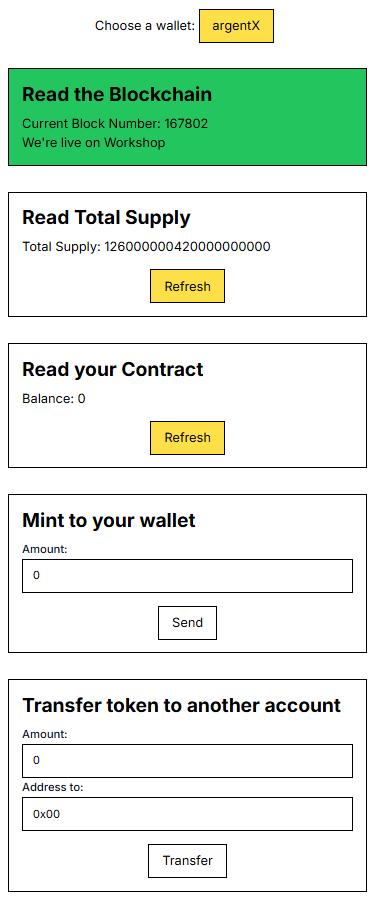 Choose a wallet: argentX
Read the Blockchain
Current Block Number: 167802
We're live on Workshop
Read Total Supply
Total Supply: 126000000420000000000
Refresh
Read your Contract
Balance: 0
Refresh
Mint to your wallet
Amount:
0
Send
Transfer token to another account
Amount:
0
Address to:
0x00
Transfer